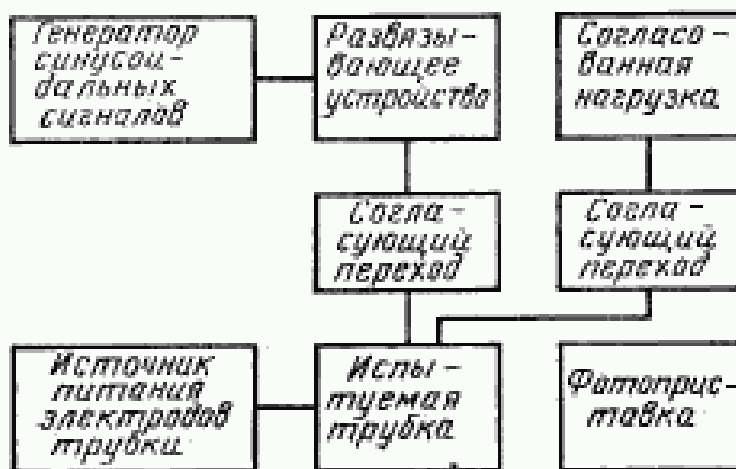 Генератор
синусои-
дальных
сигналов
Развязы-
вающее
устройство
Согласо-
ванная
нагрузка
Согла-
сующий
переход
Согла-
сующий
переход
Источник
питания
электродов
трубки
Испы-
туемая
трубка
Фотоприс-
тавка